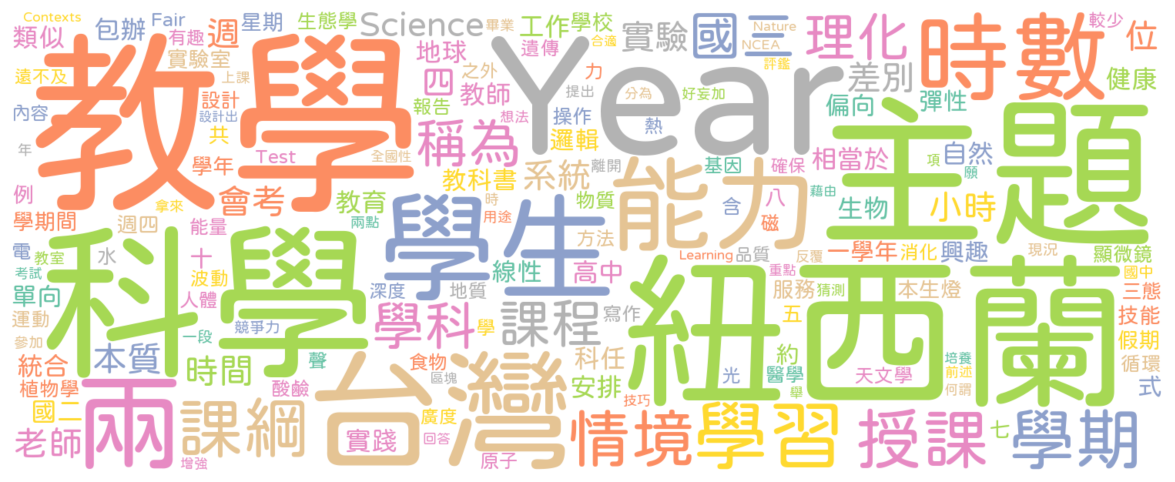 Contexts
Fair
星期
生態學
Science
畢業
工作
學校
合適
實驗
國三
Nature
NCEA
評鑑
理化
時數
較少
位
類似
包辦
有趣
週
實驗室
遠不及
上課
地球
遺傳
力
四
之外
教師
提出
分為
好妄加
差別
偏向
彈性
健康
教學
Year
主題
內容
設計
設計出
共
報告
想法
操作
邏輯
熱
年
學年
Test
全國性
稱為
離開
基因
確保
相當於
項
自然
願
例
拿來
會考
教育
教科書
系統
物質
能力
含
八
藉由
生物
小時
磁
學期間
能量
週四
兩點
學生
時
用途
方法
Learning
品質
一學年
反覆
消化
興趣
現況
顯微鏡
電
教室
水
十
科學
線性
高中
紐西蘭
重點
國中
考試
單向
波動
人體
深度
地質
服務
猜測
本生燈
三態
技能
運動
競爭力
學科
學
課程
寫作
五
參加
一段
假期
統合
本質
時間
聲
台灣
食物
區塊
科任
約
光
醫學
天文學
培養
前述
何謂
循環
式
植物學
酸鹼
安排
舉
兩
國二
課綱
廣度
技巧
情境
學習
授課
七
學期
老師
實踐
回答
原子
增強